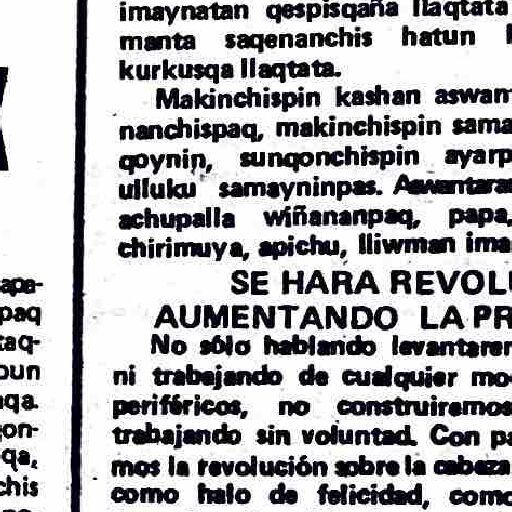 imaynatan qespisqaña llaqtata
manta saqenanchis hatun
kurkusqa llaqtata.
Makinchispin kashan aswan
nanchispaq, makinchispin sama
qoynin, sunqonchispin ayarp
ulluku samayninpas. Aswantara
achupalla wiñananpaq, papa,
chirimuya, apichu, lliwman ima
SE HARA REVOLU
AUMENTANDO LA PR
No sólo hablando levantarem
ni trabajando de cualquier mo
periféricos, no construiremos
trabajando sin voluntad. Con pa
mos la revolución sobre la cabeza
como halo de felicidad, como
apa-
paq
taq-
oun
aqa.
on-
qa,
chis